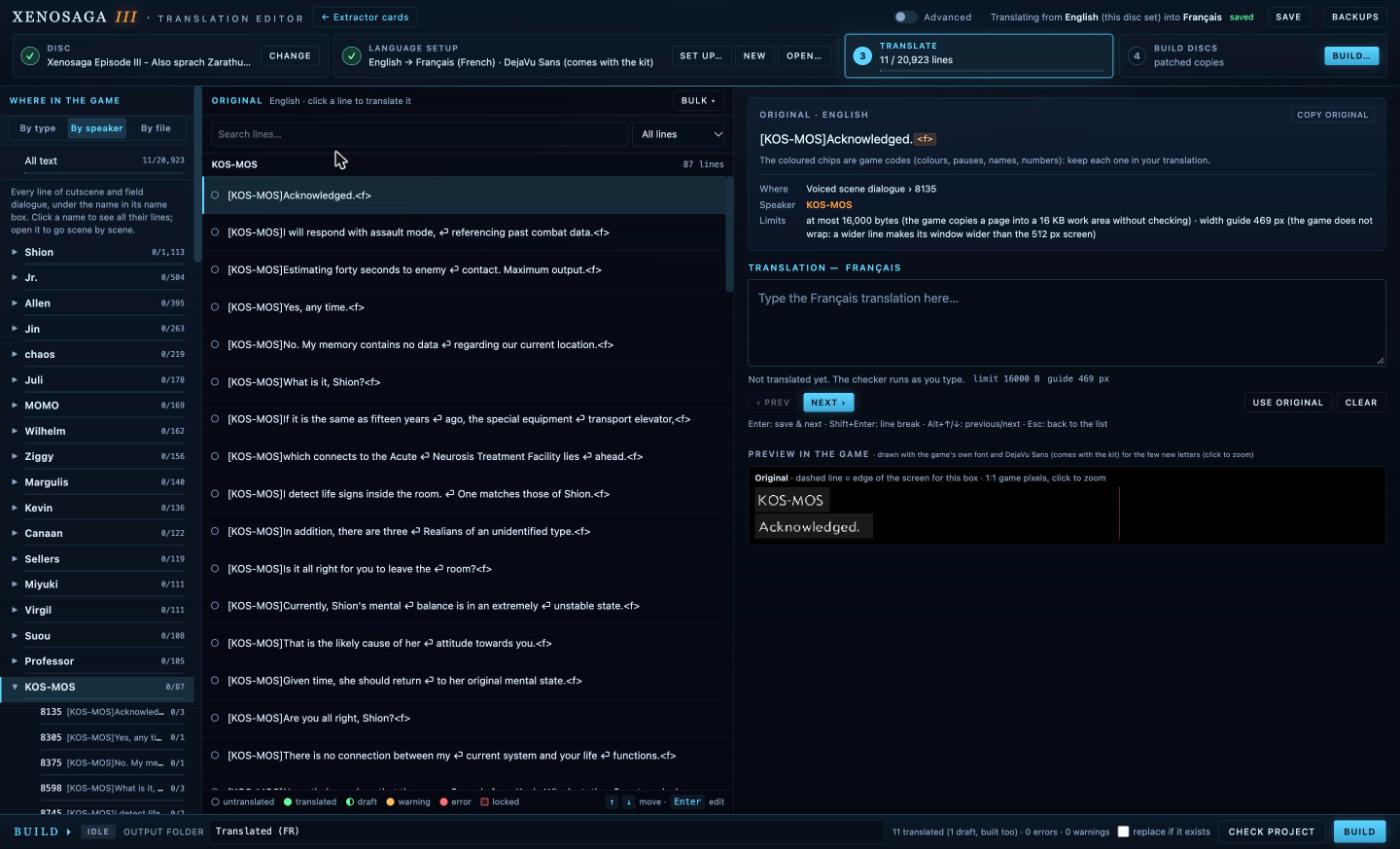 XENOSAGA III · TRANSLATION EDITOR ← Extractor cards Advanced Translating from English (this disc set) into Français saved SAVE BACKUPS
DISC
Xenosaga Episode III - Also sprach Zarathu... CHANGE
LANGUAGE SETUP
English → Français (French) · DejaVu Sans (comes with the kit) SET UP... NEW OPEN...
3 TRANSLATE
11 / 20,923 lines
4 BUILD DISCS
patched copies BUILD...
WHERE IN THE GAME
By type By speaker By file
All text 11/20,923
Every line of cutscene and field
dialogue, under the name in its name
box. Click a name to see all their lines;
open it to go scene by scene.
▸ Shion 0/1,113
▸ Jr. 0/504
▸ Allen 0/395
▸ Jin 0/263
▸ chaos 0/219
▸ Juli 0/178
▸ MOMO 0/169
▸ Wilhelm 0/162
▸ Ziggy 0/156
▸ Margulis 0/140
▸ Kevin 0/136
▸ Canaan 0/122
▸ Sellers 0/119
▸ Miyuki 0/111
▸ Virgil 0/111
▸ Suou 0/108
▸ Professor 0/105
▾ KOS-MOS 0/87
8135 [KOS-MOS]Acknowled… 0/3
8305 [KOS-MOS]Yes, any ti… 0/1
8375 [KOS-MOS]No. My me… 0/1
8598 [KOS-MOS]What is it, … 0/3
8745 [KOS-MOS]I detect life… 0/2
ORIGINAL English · click a line to translate it BULK
Search lines... All lines
KOS-MOS 87 lines
[KOS-MOS]Acknowledged.<f>
[KOS-MOS]I will respond with assault mode, ⏎ referencing past combat data.<f>
[KOS-MOS]Estimating forty seconds to enemy ⏎ contact. Maximum output.<f>
[KOS-MOS]Yes, any time.<f>
[KOS-MOS]No. My memory contains no data ⏎ regarding our current location.<f>
[KOS-MOS]What is it, Shion?<f>
[KOS-MOS]If it is the same as fifteen years ⏎ ago, the special equipment ⏎ transport elevator,<f>
[KOS-MOS]which connects to the Acute ⏎ Neurosis Treatment Facility lies ⏎ ahead.<f>
[KOS-MOS]I detect life signs inside the room. ⏎ One matches those of Shion.<f>
[KOS-MOS]In addition, there are three ⏎ Realians of an unidentified type.<f>
[KOS-MOS]Is it all right for you to leave the ⏎ room?<f>
[KOS-MOS]Currently, Shion's mental ⏎ balance is in an extremely ⏎ unstable state.<f>
[KOS-MOS]That is the likely cause of her ⏎ attitude towards you.<f>
[KOS-MOS]Given time, she should return ⏎ to her original mental state.<f>
[KOS-MOS]Are you all right, Shion?<f>
[KOS-MOS]There is no connection between my ⏎ current system and your life ⏎ functions.<f>
untranslated translated draft warning error locked ↑ ↓ move · Enter edit
ORIGINAL · ENGLISH COPY ORIGINAL
[KOS-MOS]Acknowledged.<f>
The coloured chips are game codes (colours, pauses, names, numbers): keep each one in your translation.
Where Voiced scene dialogue › 8135
Speaker KOS-MOS
Limits at most 16,000 bytes (the game copies a page into a 16 KB work area without checking) · width guide 469 px (the game does not
wrap: a wider line makes its window wider than the 512 px screen)
TRANSLATION — FRANÇAIS
Type the Français translation here...
Not translated yet. The checker runs as you type. limit 16000 B guide 469 px
‹ PREV NEXT › USE ORIGINAL CLEAR
Enter: save & next · Shift+Enter: line break · Alt+↑/↓: previous/next · Esc: back to the list
PREVIEW IN THE GAME · drawn with the game's own font and DejaVu Sans (comes with the kit) for the few new letters (click to zoom)
Original · dashed line = edge of the screen for this box · 1:1 game pixels, click to zoom
KOS-MOS
Acknowledged.
BUILD ▸ IDLE OUTPUT FOLDER Translated (FR) 11 translated (1 draft, built too) · 0 errors · 0 warnings replace if it exists CHECK PROJECT BUILD